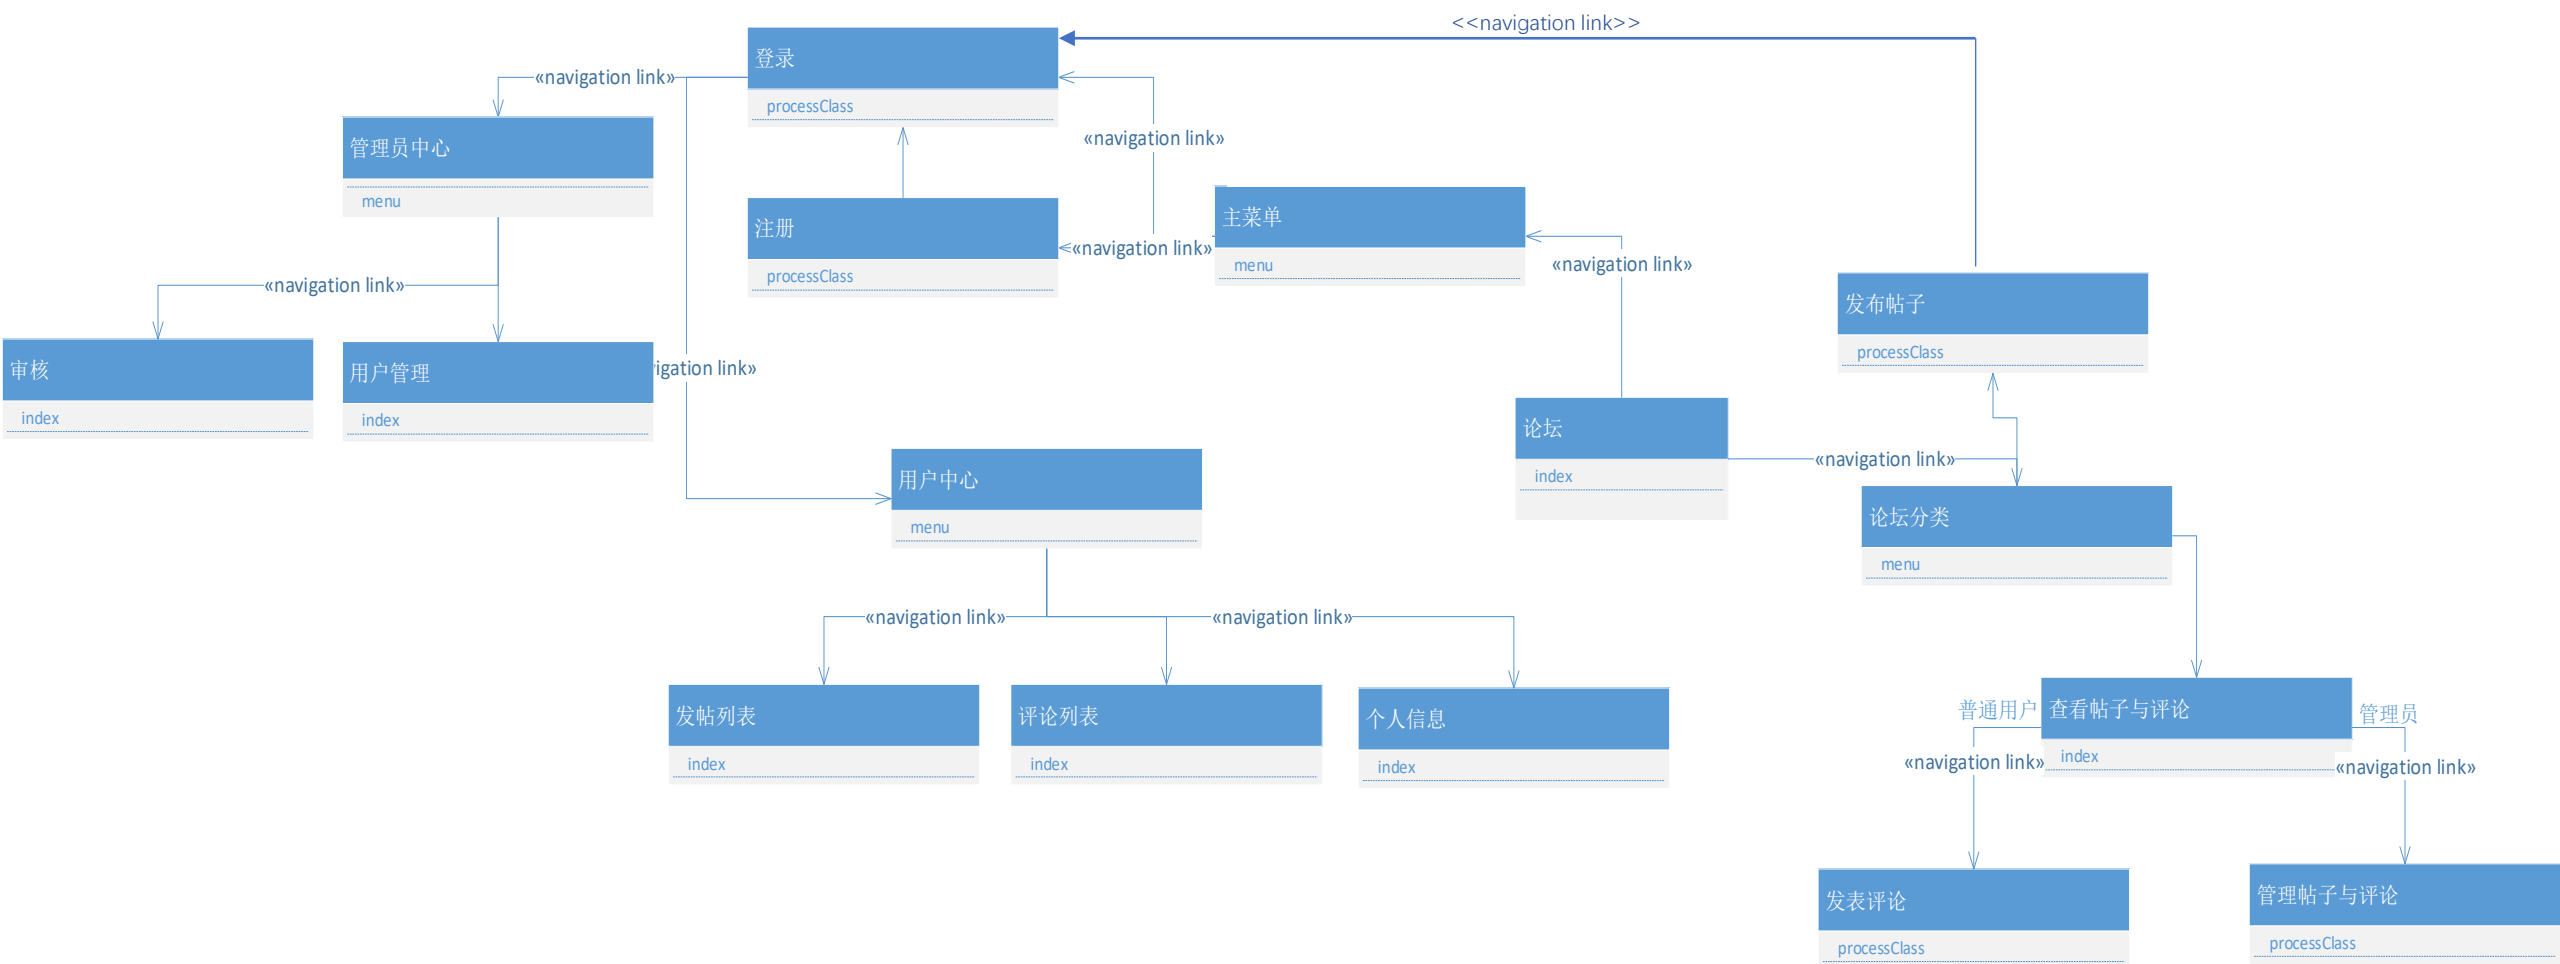 <<navigation link>>
登录
processClass
«navigation link»
管理员中心
menu
«navigation link»
注册
processClass
«navigation link»
主菜单
menu
«navigation link»
«navigation link»
发布帖子
processClass
审核
index
用户管理
index
igation link»
论坛
index
«navigation link»
用户中心
menu
论坛分类
menu
«navigation link»
«navigation link»
发帖列表
index
评论列表
index
个人信息
index
普通用户
查看帖子与评论
管理员
index
«navigation link»
«navigation link»
发表评论
processClass
管理帖子与评论
processClass